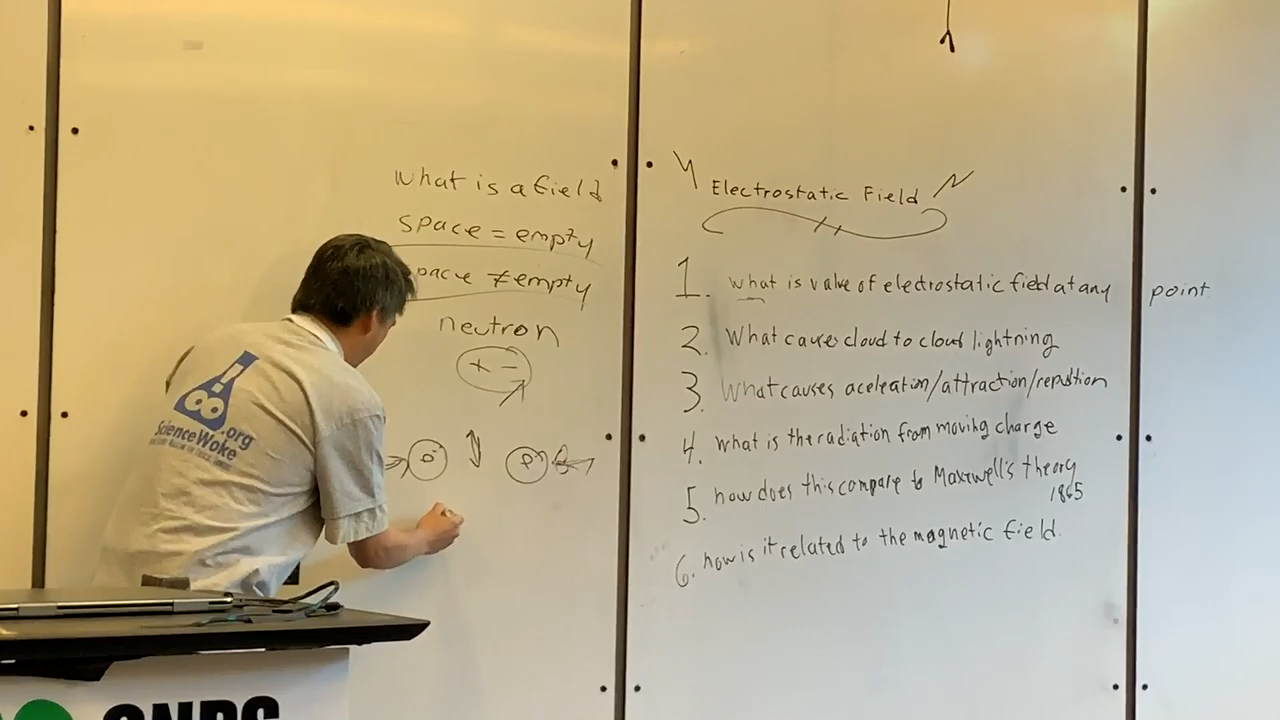 what is a field
space = empty
space ≠ empty
neutron
+ -
Electrostatic Field
1. what is value of electrostatic field at any point
2. What causes cloud to cloud lightning
3. What causes aceleration/attraction/repultion
4. what is the radiation from moving charge
5. how does this compare to Maxwell's theory
1865
6. how is it related to the magnetic field.
ScienceWoke
.org
CNPS